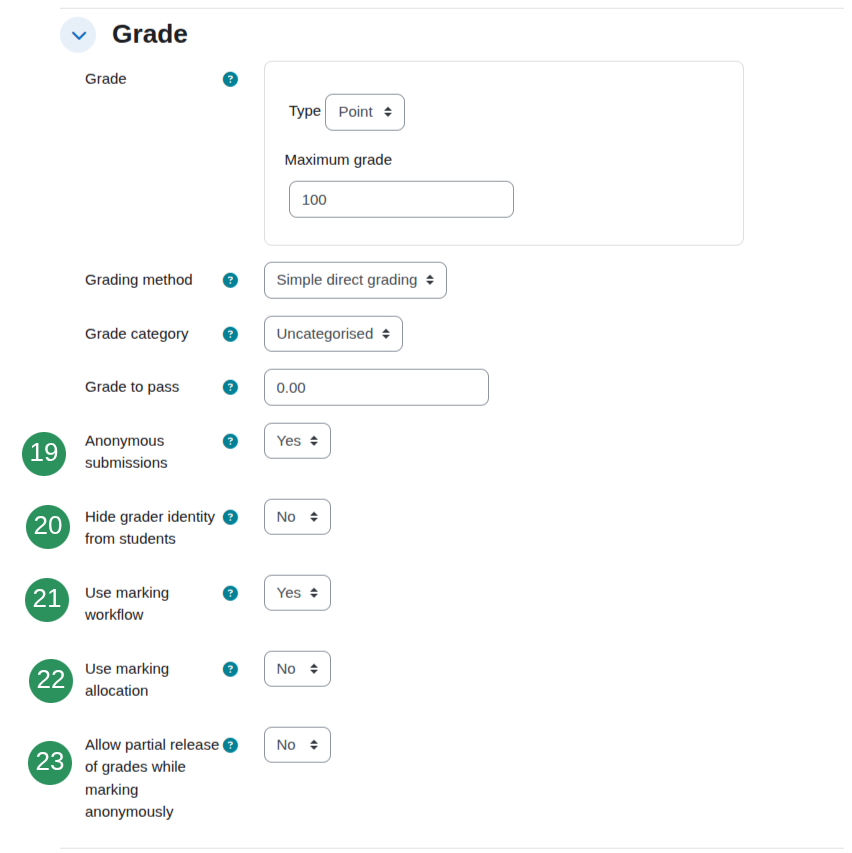 Grade
Grade ?
Type Point
Maximum grade
100
Grading method ? Simple direct grading
Grade category ? Uncategorised
Grade to pass ? 0.00
19 Anonymous ? Yes
submissions
20 Hide grader identity ? No
from students
21 Use marking ? Yes
workflow
22 Use marking ? No
allocation
23 Allow partial release ? No
of grades while
marking
anonymously